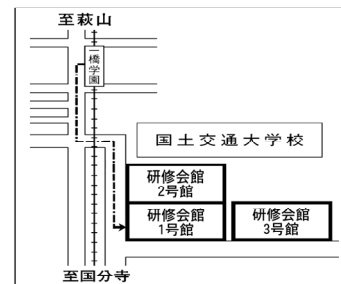 至萩山
一橋学園
国土交通大学校
研修会館
2号館
研修会館
1号館
研修会館
3号館
至国分寺